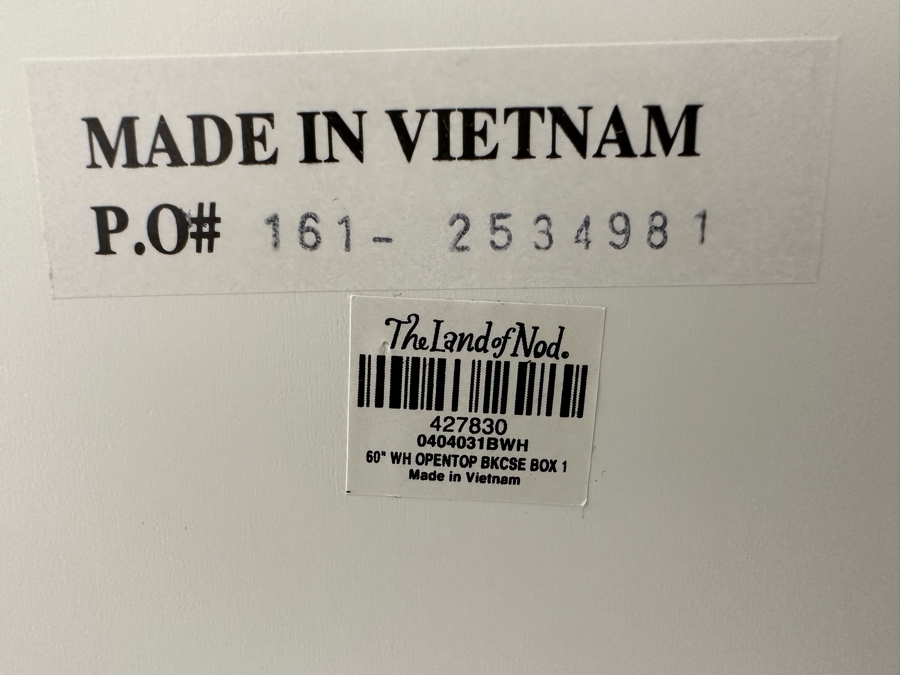 MADE IN VIETNAM
P.O# 161- 2534981
The Land of Nod.
427830
0404031BWH
60" WH OPENTOP BKCSE BOX 1
Made in Vietnam